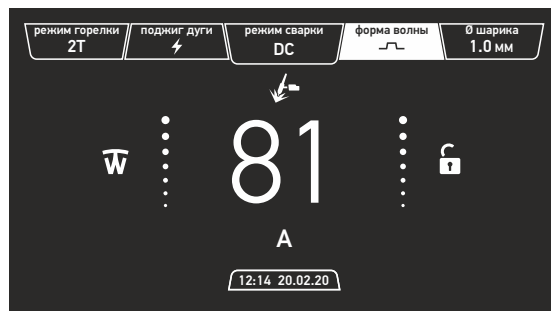 режим горелки
2Т
поджиг дуги
режим сварки
DC
форма волны
Ø шарика
1.0 мм
81
A
12:14 20.02.20